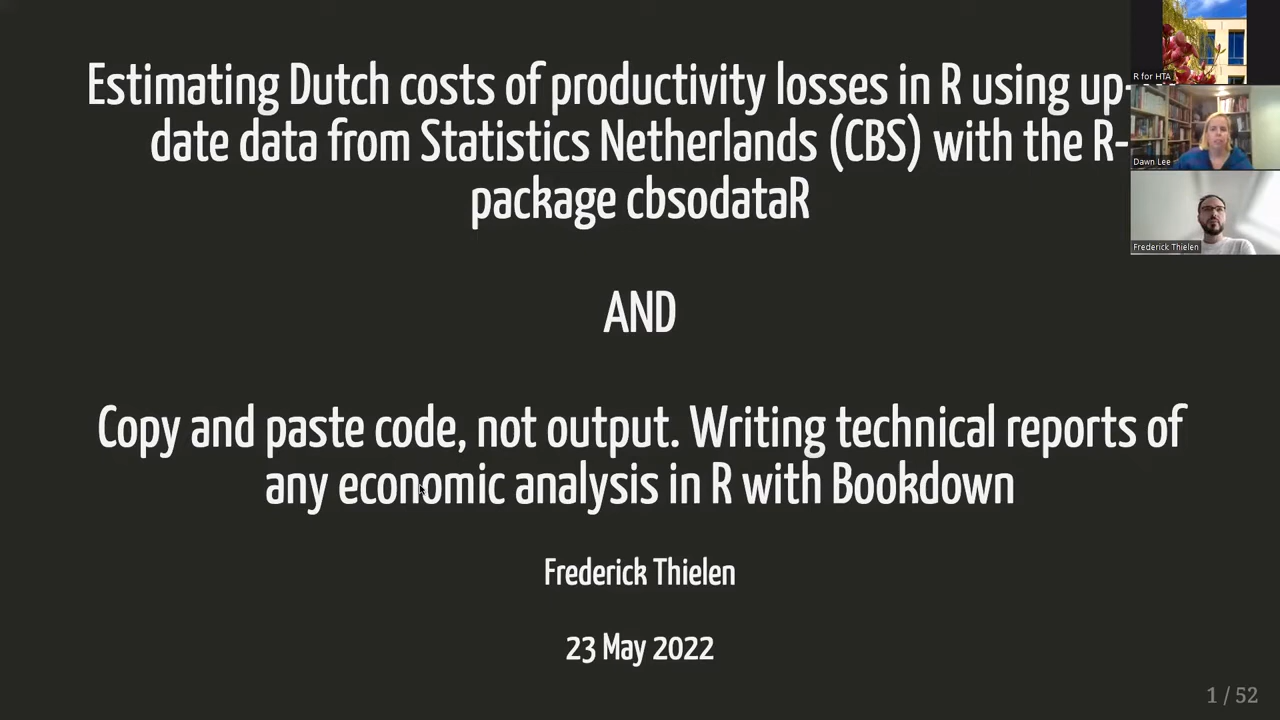 Estimating Dutch costs of productivity losses in R using up-
date data from Statistics Netherlands (CBS) with the R-
package cbsodataR
AND
Copy and paste code, not output. Writing technical reports of
any economic analysis in R with Bookdown
Frederick Thielen
23 May 2022
1 / 52
R for HTA
Dawn Lee
Frederick Thielen